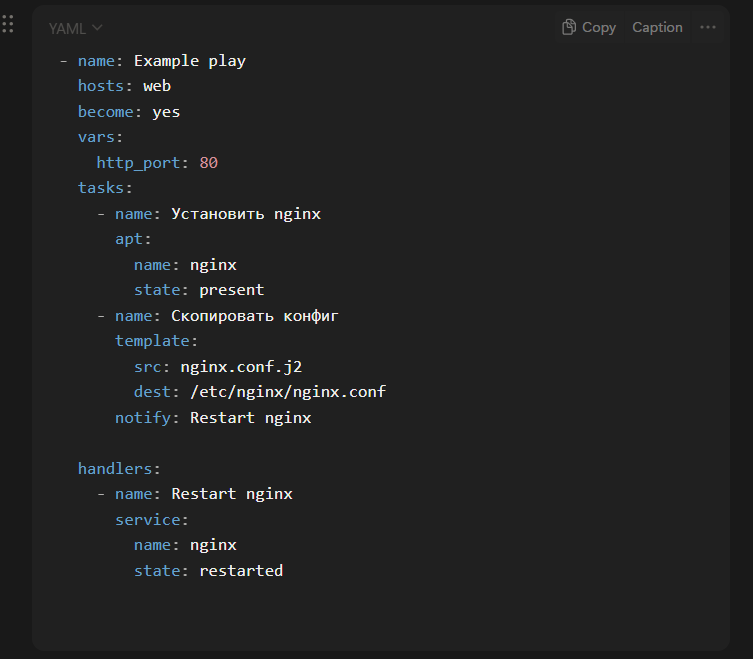 YAML
Copy Caption
- name: Example play
  hosts: web
  become: yes
  vars:
    http_port: 80
  tasks:
    - name: Установить nginx
      apt:
        name: nginx
        state: present
    - name: Скопировать конфиг
      template:
        src: nginx.conf.j2
        dest: /etc/nginx/nginx.conf
      notify: Restart nginx

  handlers:
    - name: Restart nginx
      service:
        name: nginx
        state: restarted